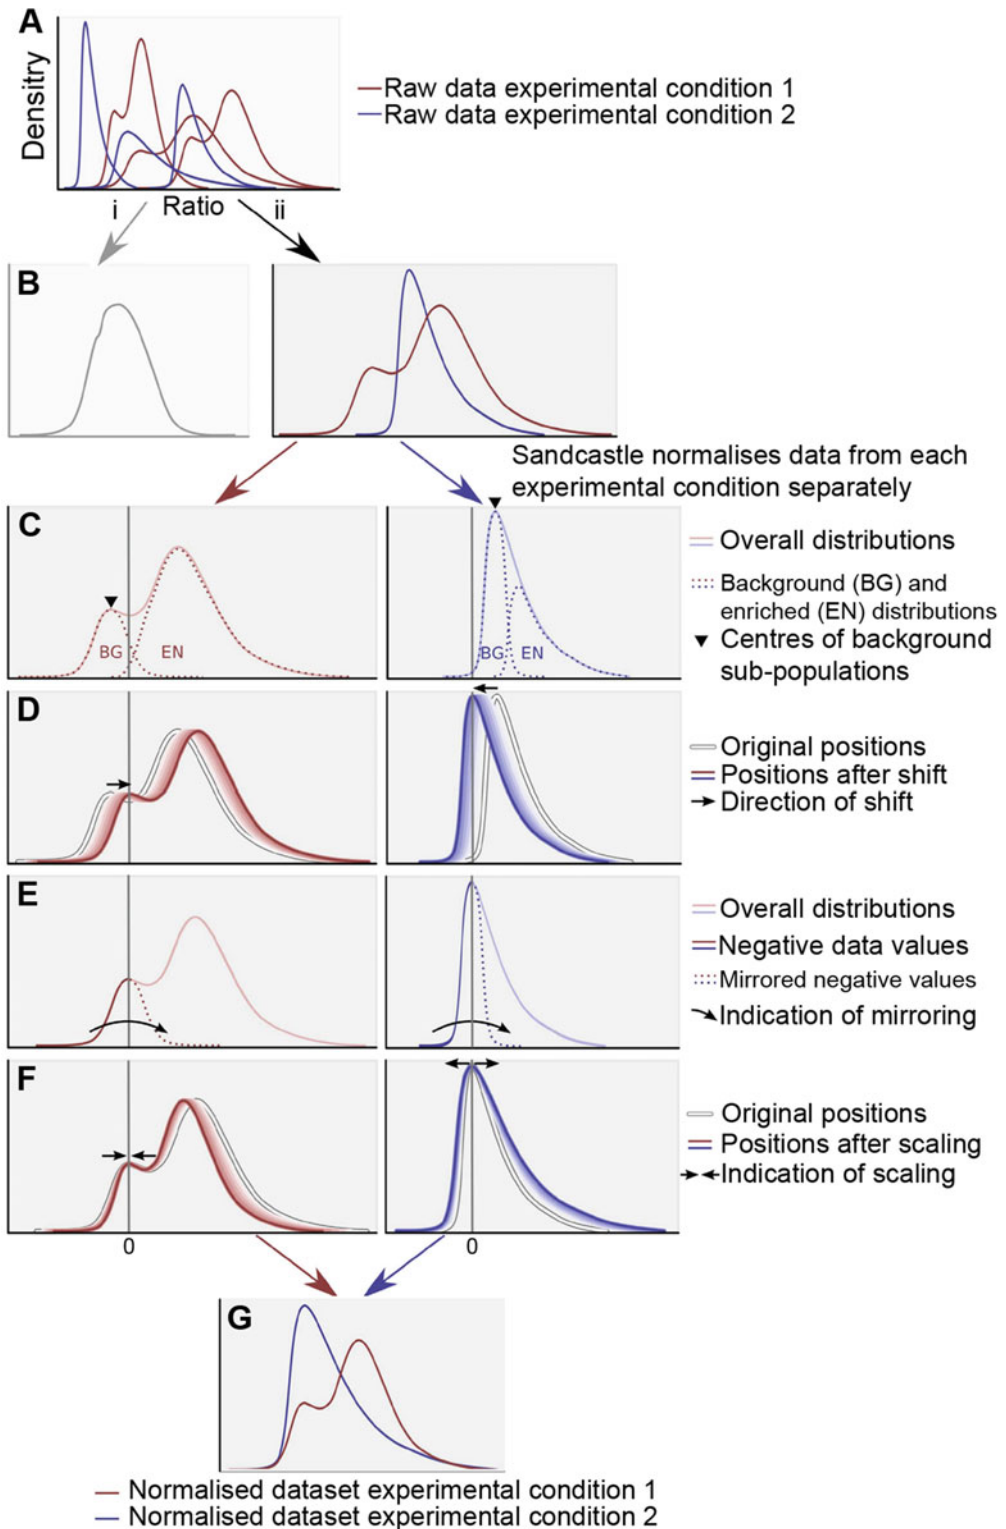 A
Densitry
Raw data experimental condition 1
Raw data experimental condition 2
i
Ratio
ii
B
Sandcastle normalises data from each
experimental condition separately
C
BG
EN
BG
EN
Overall distributions
Background (BG) and
enriched (EN) distributions
Centres of background
sub-populations
D
Original positions
Positions after shift
Direction of shift
E
Overall distributions
Negative data values
Mirrored negative values
Indication of mirroring
F
Original positions
Positions after scaling
Indication of scaling
0
0
G
Normalised dataset experimental condition 1
Normalised dataset experimental condition 2